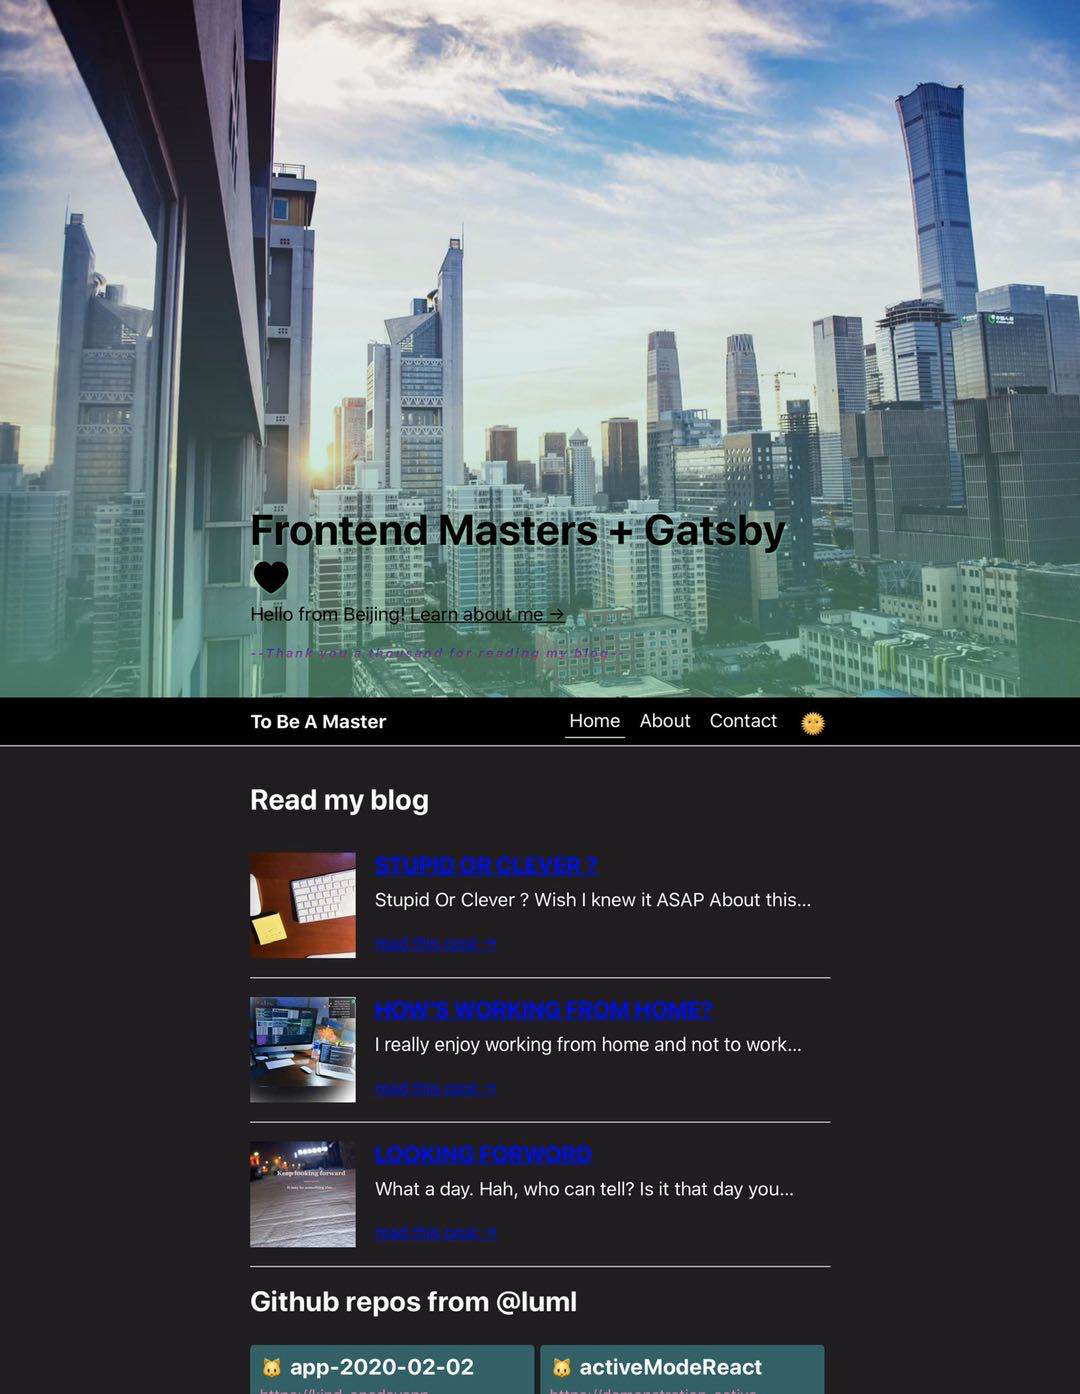 Frontend Masters + Gatsby
🖤
Hello from Beijing! Learn about me →
--Thank you a thousand for reading my blog--
To Be A Master
Home
About
Contact
Read my blog
STUPID OR CLEVER ?
Stupid Or Clever ? Wish I knew it ASAP About this...
read this post →
HOW'S WORKING FROM HOME?
I really enjoy working from home and not to work...
read this post →
Keep looking forward
LOOKING FORWORD
What a day. Hah, who can tell? Is it that day you...
read this post →
Github repos from @luml
🐱 app-2020-02-02
🐱 activeModeReact